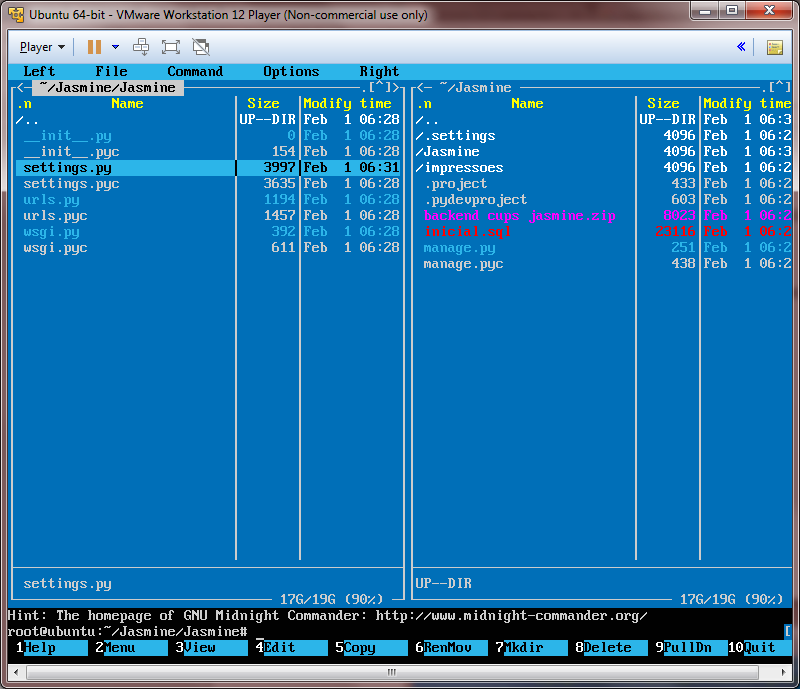 Ubuntu 64-bit - VMware Workstation 12 Player (Non-commercial use only)
Player
Left File Command Options Right
~/Jasmine/Jasmine .[^]>
.n Name Size Modify time
/.. UP--DIR Feb 1 06:28
__init__.py 0 Feb 1 06:28
__init__.pyc 154 Feb 1 06:28
settings.py 3997 Feb 1 06:31
settings.pyc 3635 Feb 1 06:28
urls.py 1194 Feb 1 06:28
urls.pyc 1457 Feb 1 06:28
wsgi.py 392 Feb 1 06:28
wsgi.pyc 611 Feb 1 06:28
settings.py
17G/19G (90%)
~/Jasmine .[^]
.n Name Size Modify time
/.. UP--DIR Feb 1 06:3
/.settings 4096 Feb 1 06:2
/Jasmine 4096 Feb 1 06:3
/impressoes 4096 Feb 1 06:2
.project 433 Feb 1 06:2
.pydevproject 603 Feb 1 06:2
backend cups jasmine.zip 8023 Feb 1 06:2
inicial.sql 23116 Feb 1 06:2
manage.py 251 Feb 1 06:2
manage.pyc 438 Feb 1 06:2
UP--DIR
17G/19G (90%)
Hint: The homepage of GNU Midnight Commander: http://www.midnight-commander.org/
root@ubuntu:~/Jasmine/Jasmine#
1Help 2Menu 3View 4Edit 5Copy 6RenMov 7Mkdir 8Delete 9PullDn 10Quit